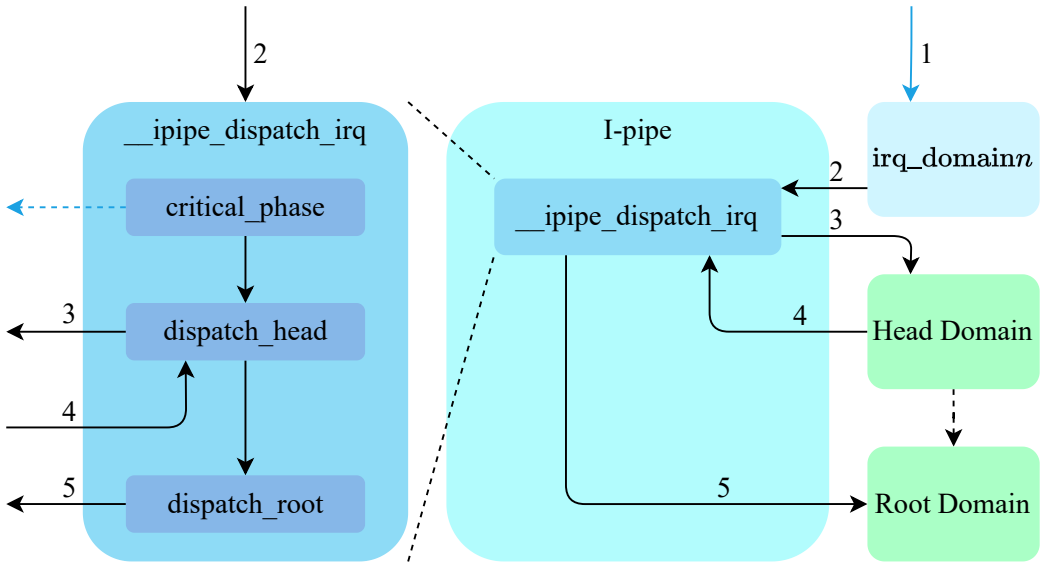 2
__ipipe_dispatch_irq
critical_phase
3
dispatch_head
4
5
dispatch_root
I-pipe
__ipipe_dispatch_irq
1
irq_domainn
2
3
4
Head Domain
5
Root Domain